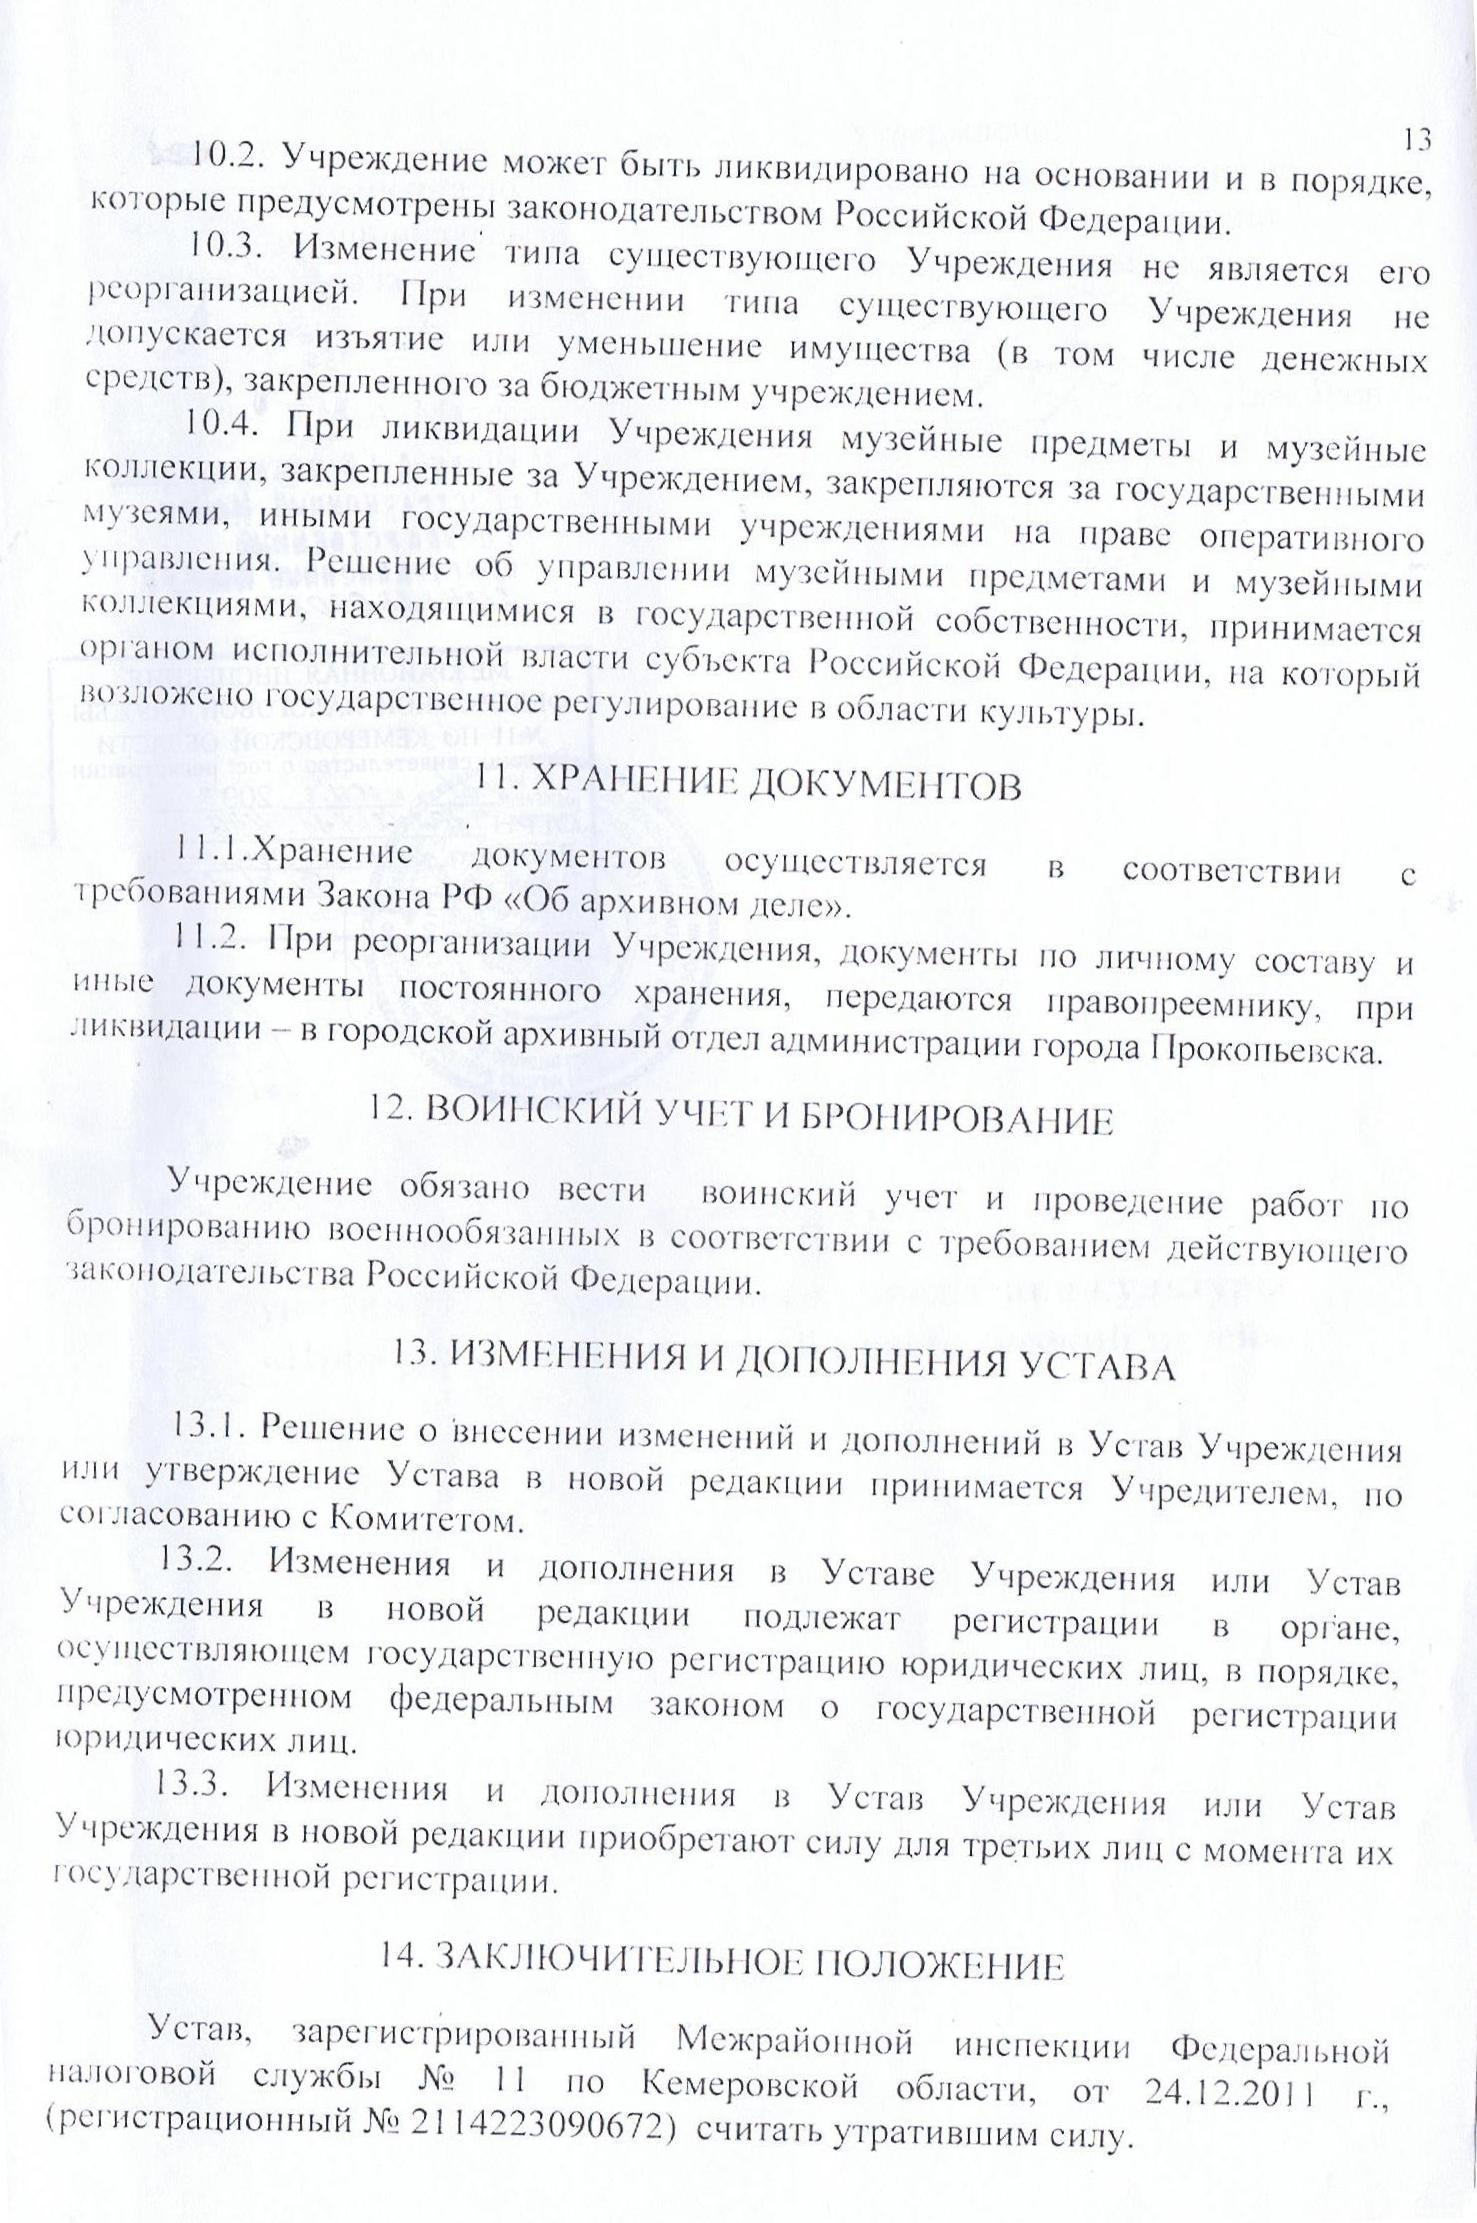 13
10.2. Учреждение может быть ликвидировано на основании и в порядке,
которые предусмотрены законодательством Российской Федерации.
10.3. Изменение типа существующего Учреждения не является его
реорганизацией. При изменении типа существующего Учреждения не
допускается изъятие или уменьшение имущества (в том числе денежных
средств), закрепленного за бюджетным учреждением.
10.4. При ликвидации Учреждения музейные предметы и музейные
коллекции, закрепленные за Учреждением, закрепляются за государственными
музеями, иными государственными учреждениями на праве оперативного
управления. Решение об управлении музейными предметами и музейными
коллекциями, находящимися в государственной собственности, принимается
органом исполнительной власти субъекта Российской Федерации, на который
возложено государственное регулирование в области культуры.
11. ХРАНЕНИЕ ДОКУМЕНТОВ
11.1.Хранение документов осуществляется в соответствии с
требованиями Закона РФ «Об архивном деле».
11.2. При реорганизации Учреждения, документы по личному составу и
иные документы постоянного хранения, передаются правопреемнику, при
ликвидации – в городской архивный отдел администрации города Прокопьевска.
12. ВОИНСКИЙ УЧЕТ И БРОНИРОВАНИЕ
Учреждение обязано вести воинский учет и проведение работ по
бронированию военнообязанных в соответствии с требованием действующего
законодательства Российской Федерации.
13. ИЗМЕНЕНИЯ И ДОПОЛНЕНИЯ УСТАВА
13.1. Решение о внесении изменений и дополнений в Устав Учреждения
или утверждение Устава в новой редакции принимается Учредителем, по
согласованию с Комитетом.
13.2. Изменения и дополнения в Уставе Учреждения или Устав
Учреждения в новой редакции подлежат регистрации в органе,
осуществляющем государственную регистрацию юридических лиц, в порядке,
предусмотренном федеральным законом о государственной регистрации
юридических лиц.
13.3. Изменения и дополнения в Устав Учреждения или Устав
Учреждения в новой редакции приобретают силу для третьих лиц с момента их
государственной регистрации.
14. ЗАКЛЮЧИТЕЛЬНОЕ ПОЛОЖЕНИЕ
Устав, зарегистрированный Межрайонной инспекции Федеральной
налоговой службы № 11 по Кемеровской области, от 24.12.2011 г.,
(регистрационный № 2114223090672) считать утратившим силу.